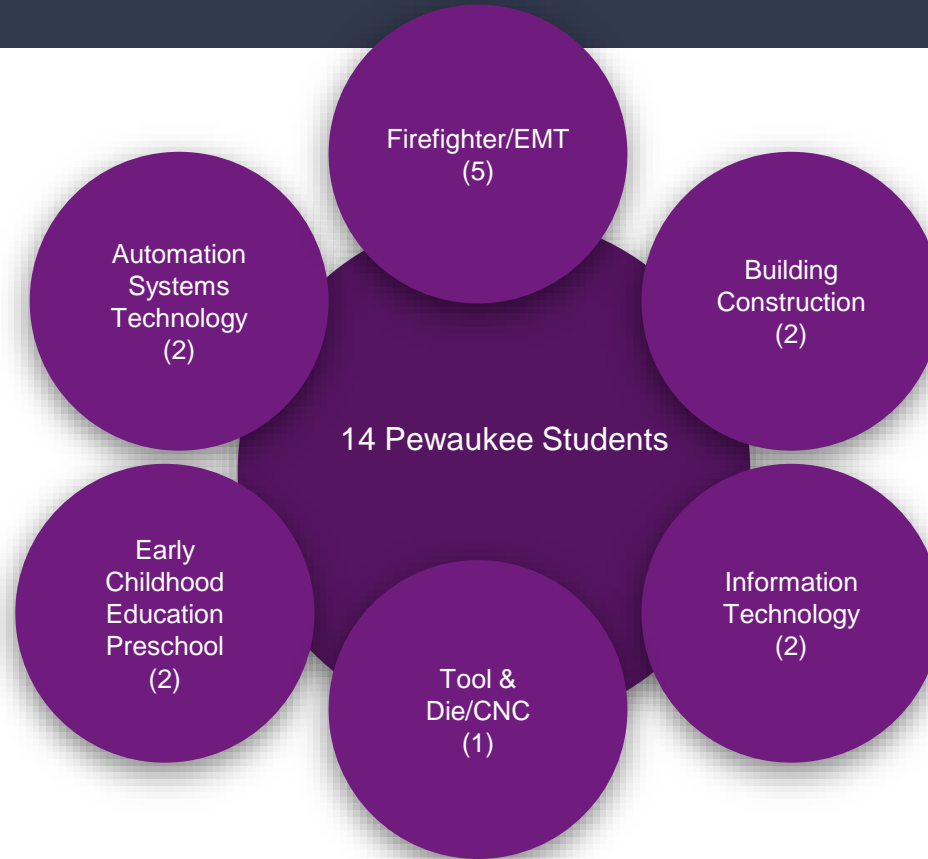 Firefighter/EMT
(5)
Automation
Systems
Technology
(2)
Building
Construction
(2)
14 Pewaukee Students
Early
Childhood
Education
Preschool
(2)
Information
Technology
(2)
Tool &
Die/CNC
(1)